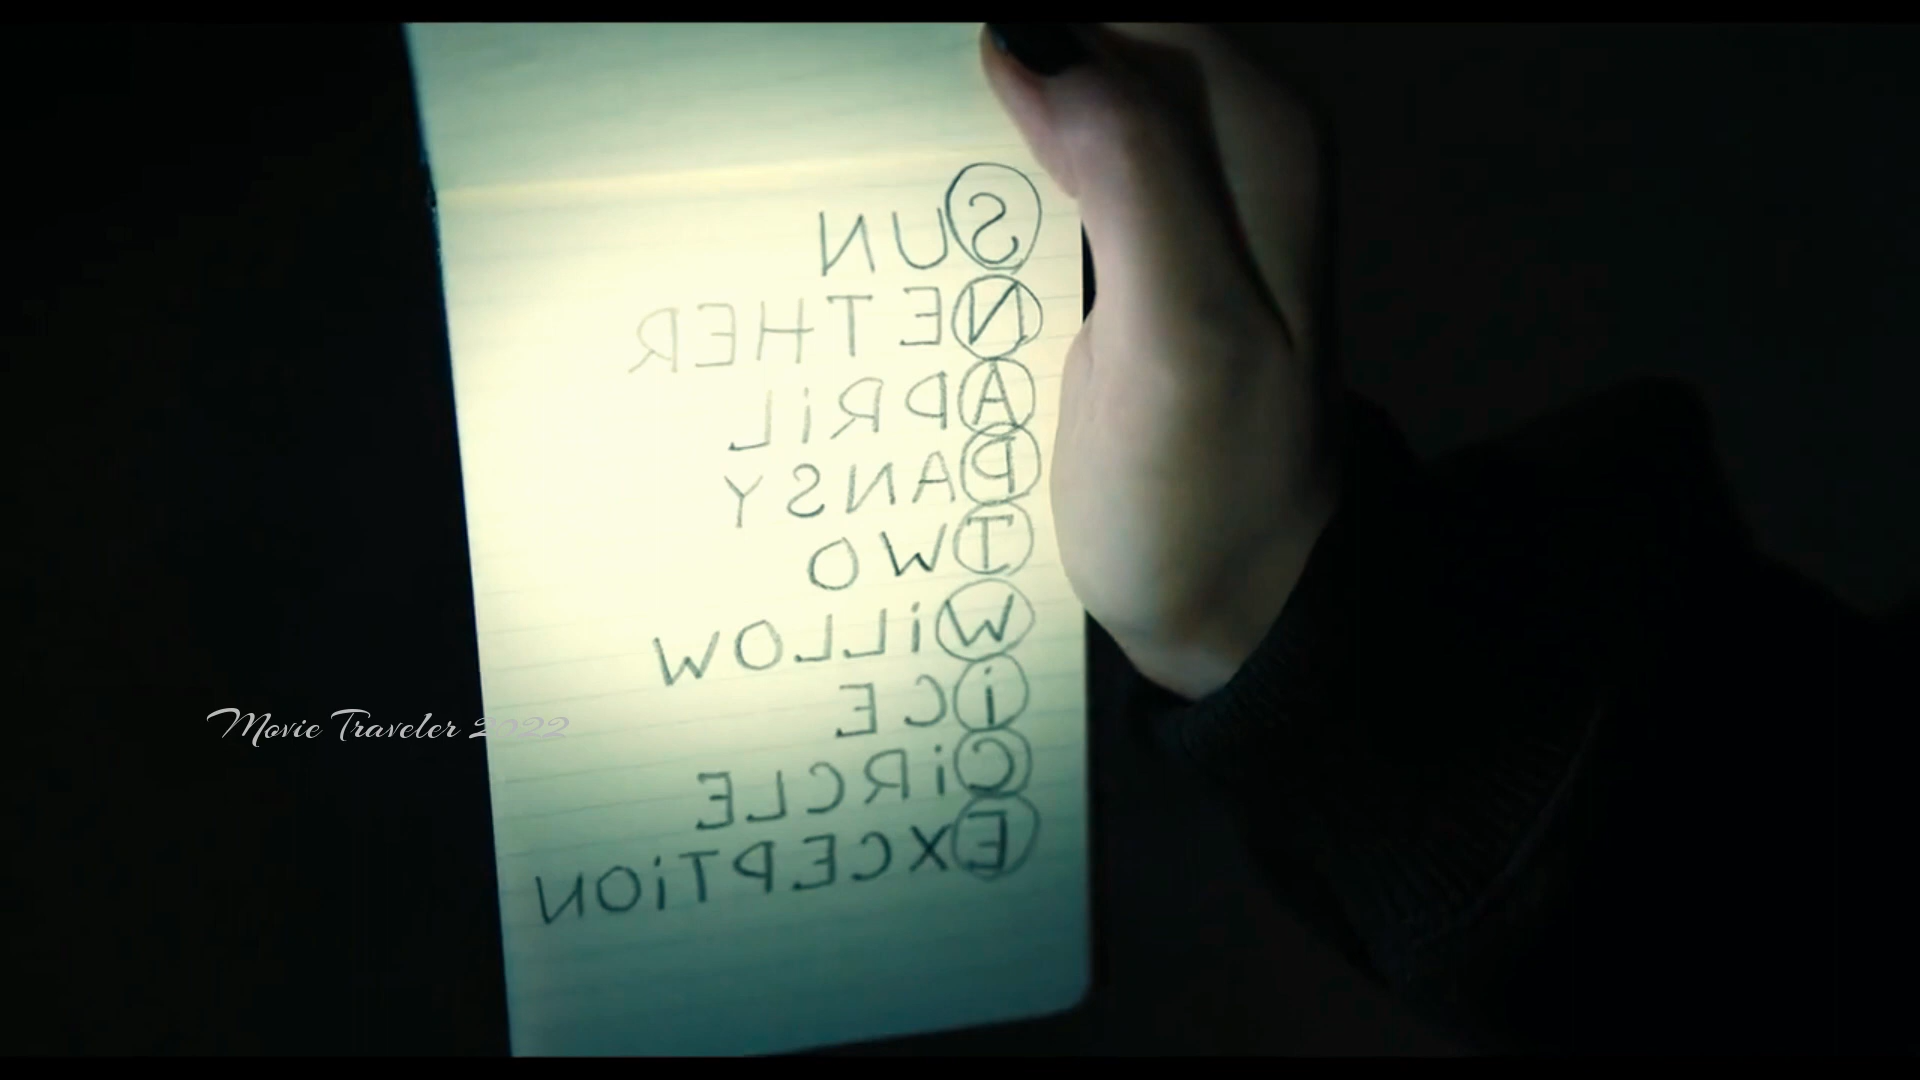 SUN
NETHER
APRiL
PANSY
TWO
WiLLOW
iCE
CiRCLE
EXCEPTiON
Movie Traveler 2022